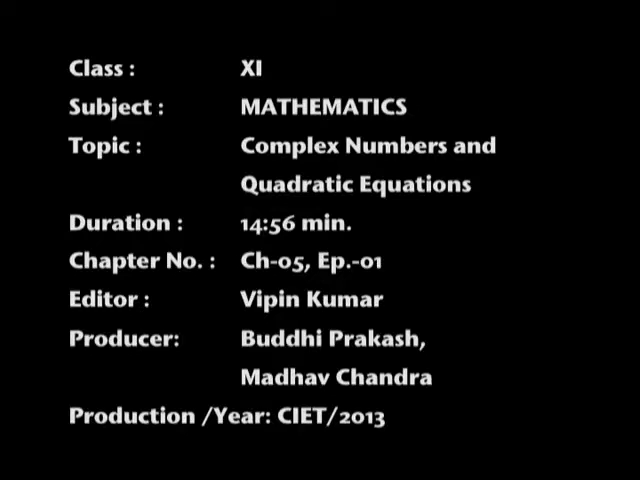 Class : XI
Subject : MATHEMATICS
Topic : Complex Numbers and
Quadratic Equations
Duration : 14:56 min.
Chapter No. : Ch-05, Ep.-01
Editor : Vipin Kumar
Producer: Buddhi Prakash,
Madhav Chandra
Production /Year: CIET/2013